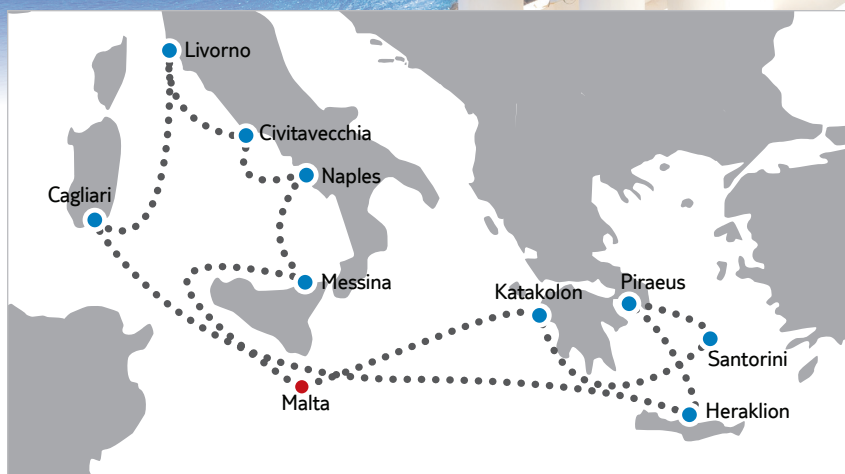 Livorno
Civitavecchia
Naples
Cagliari
Messina
Katakolon
Piraeus
Santorini
Malta
Heraklion